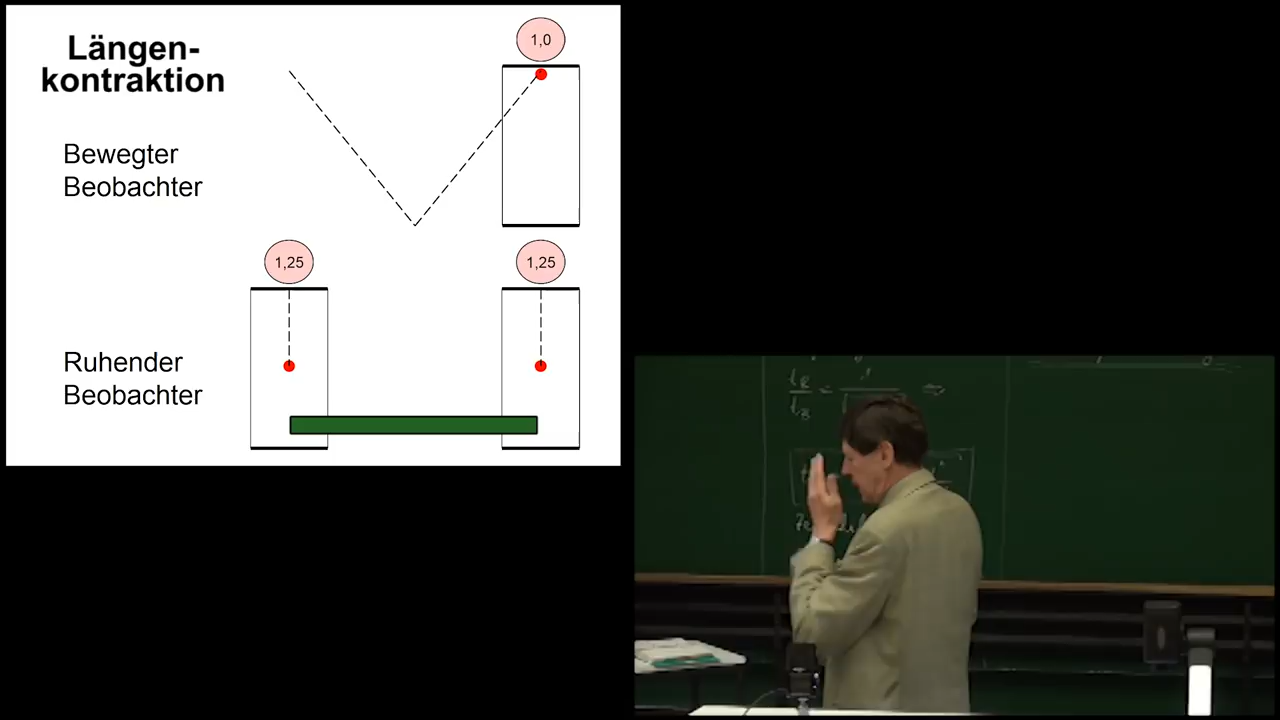 Längen-
kontraktion
1,0
Bewegter
Beobachter
1,25
1,25
Ruhender
Beobachter